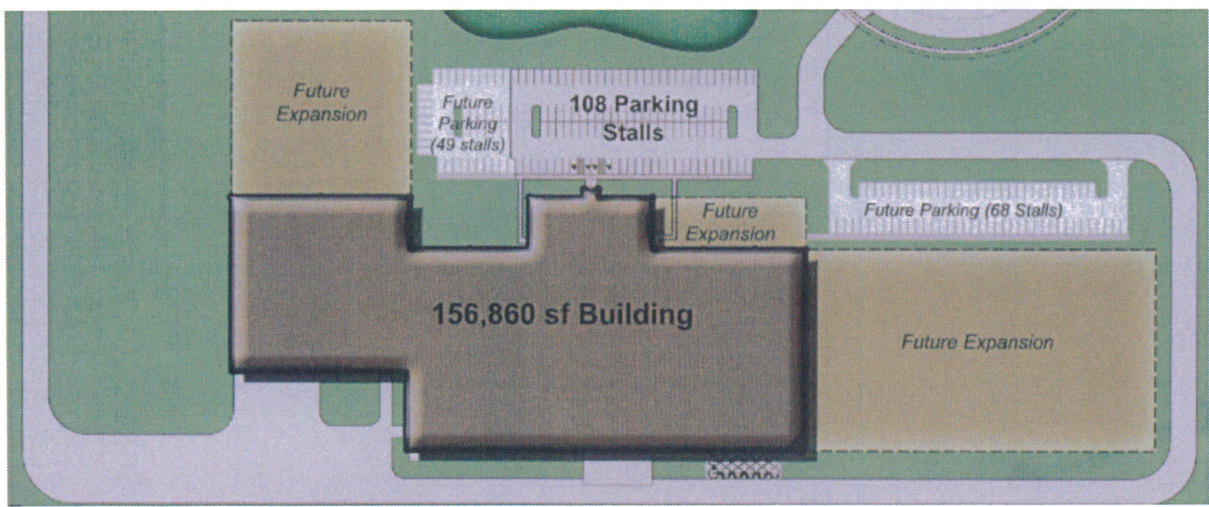 Future
Expansion
Future
Parking
(49 stalls)
108 Parking
Stalls
Future
Expansion
Future Parking (68 Stalls)
156,860 sf Building
Future Expansion